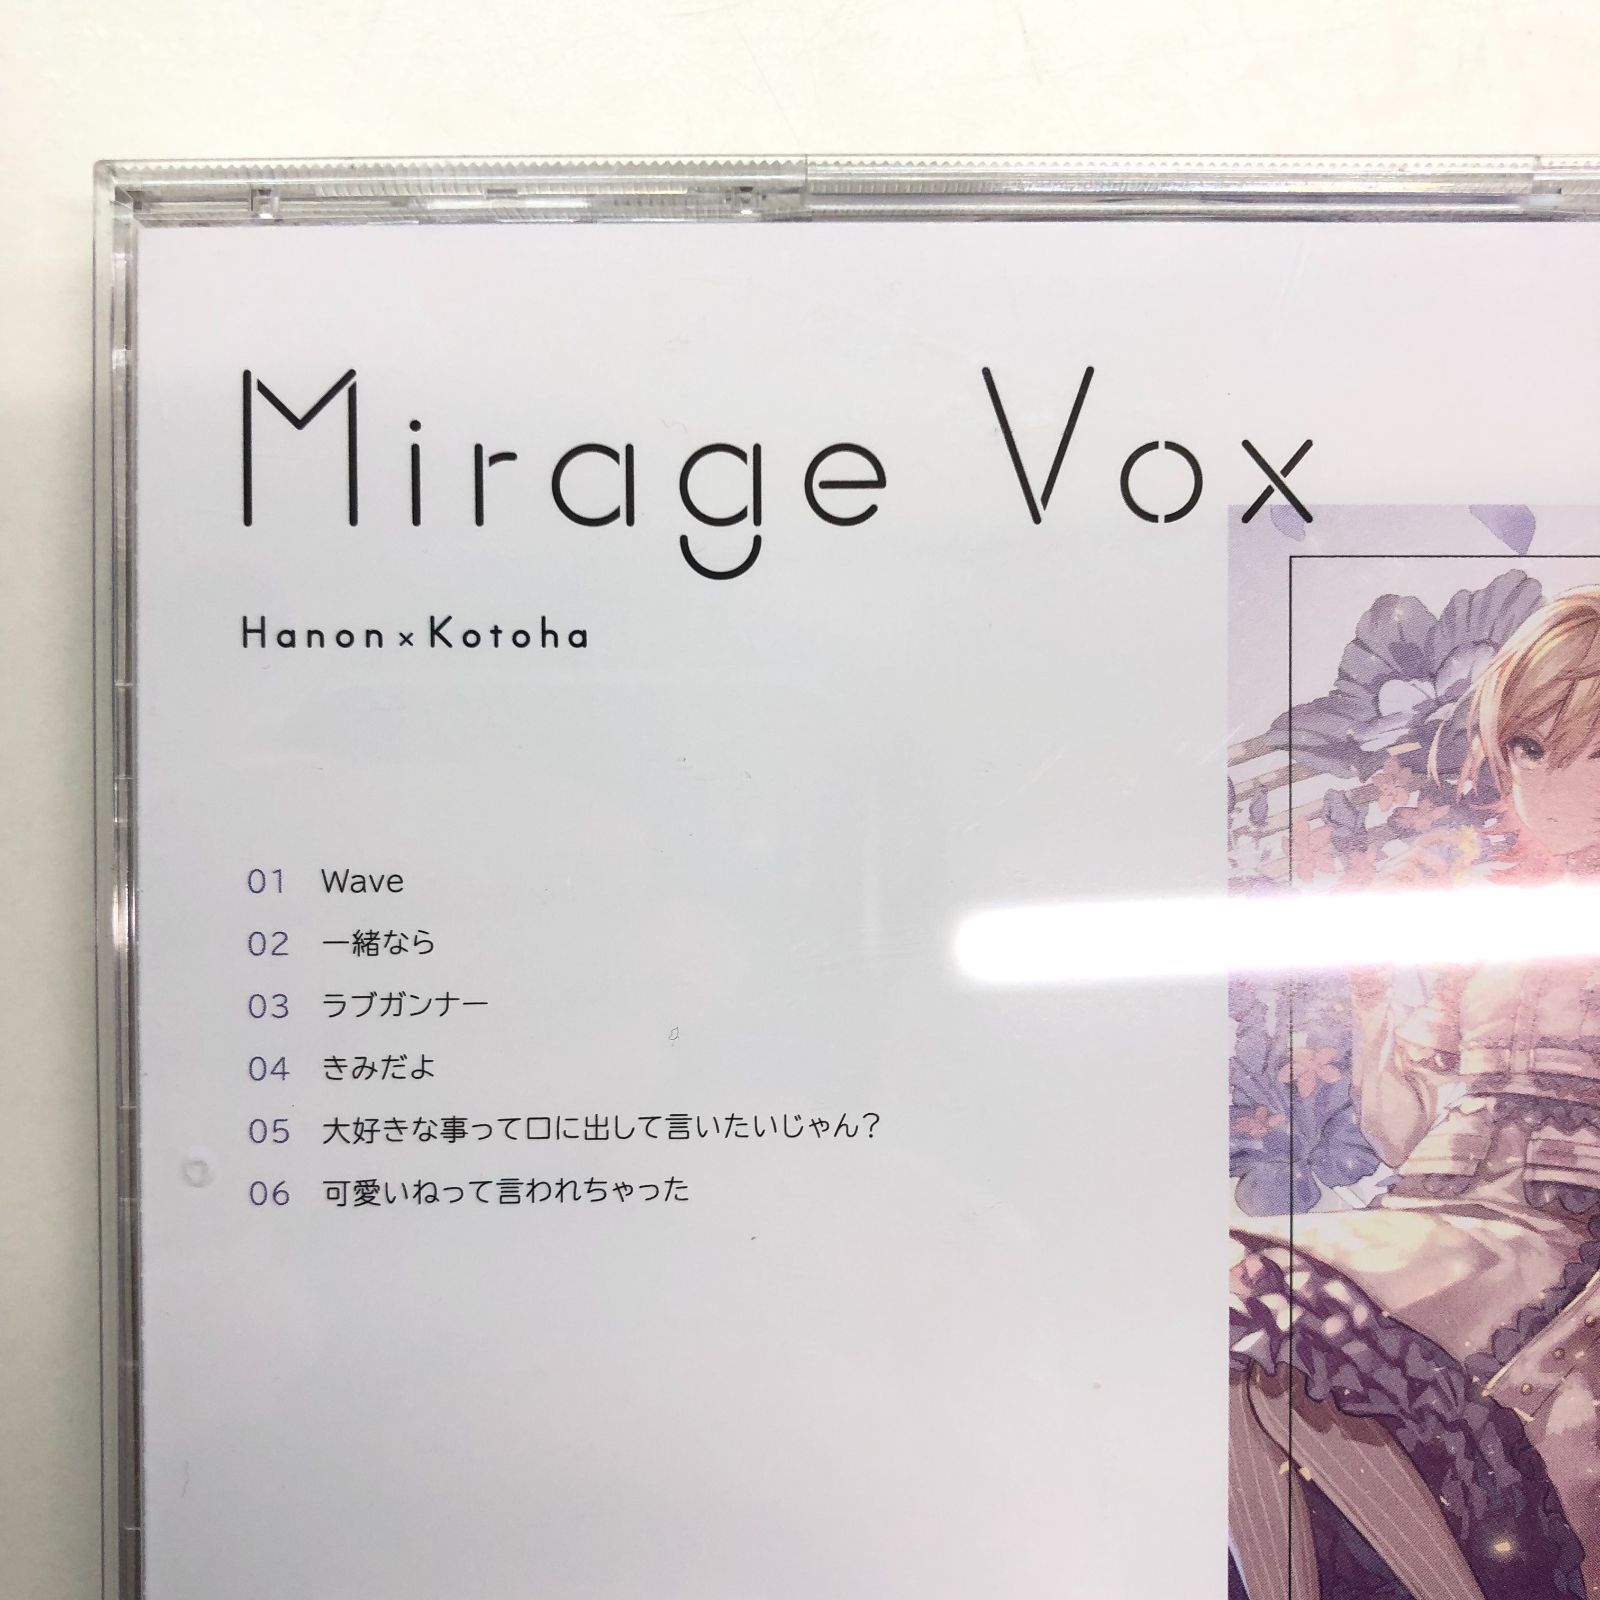 Mirage Vox
Hanon×Kotoha
01 Wave
02 一緒なら
03 ラブガンナー
04 きみだよ
05 大好きな事って口に出して言いたいじゃん?
06 可愛いねって言われちゃった